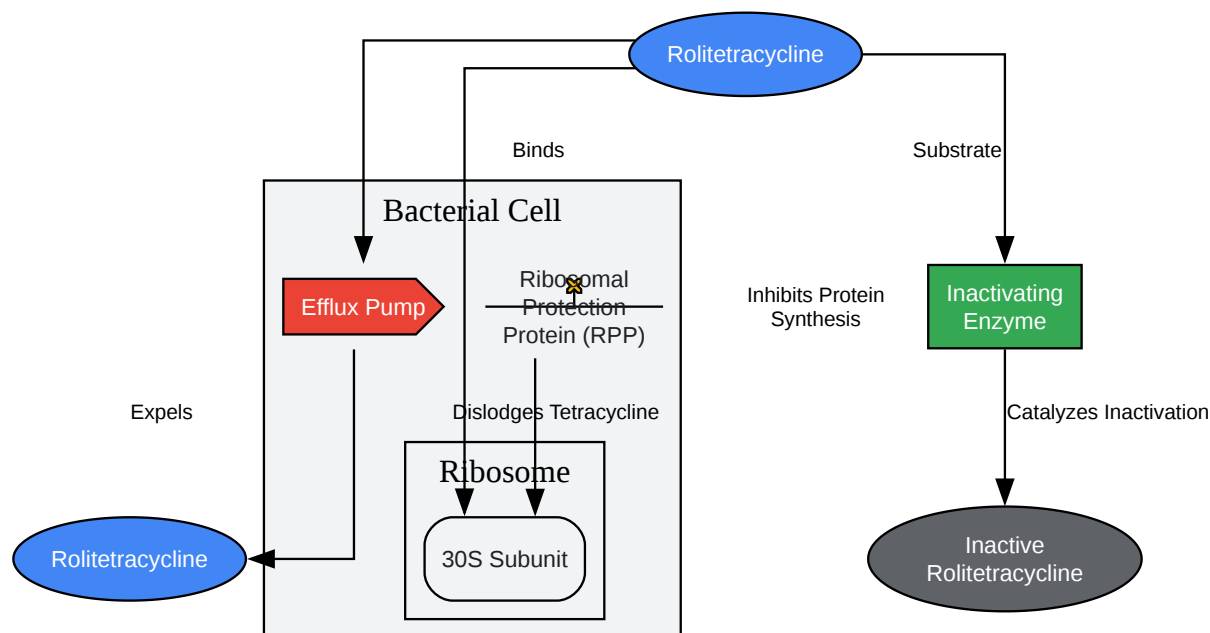 Rolitetracycline
Binds
Substrate
Bacterial Cell
Efflux Pump
Ribosomal
Protection
Protein (RPP)
Inhibits Protein
Synthesis
Inactivating
Enzyme
Expels
Dislodges Tetracycline
Catalyzes Inactivation
Ribosome
Rolitetracycline
30S Subunit
Inactive
Rolitetracycline